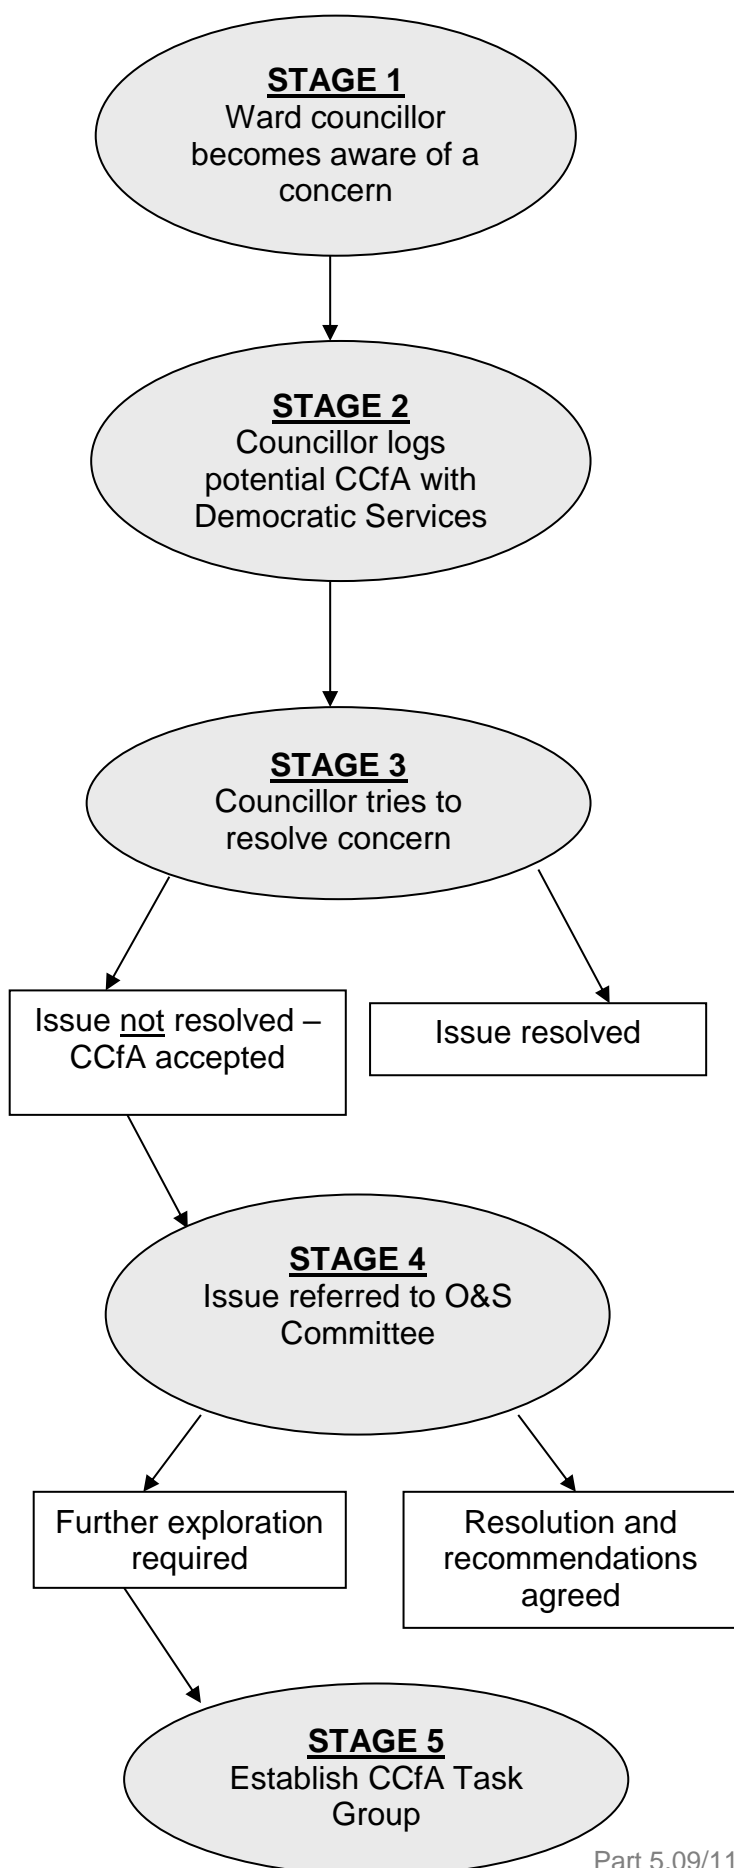 STAGE 1
Ward councillor
becomes aware of a
concern
STAGE 2
Councillor logs
potential CCfA with
Democratic Services
STAGE 3
Councillor tries to
resolve concern
Issue not resolved –
CCfA accepted
Issue resolved
STAGE 4
Issue referred to O&S
Committee
Further exploration
required
Resolution and
recommendations
agreed
STAGE 5
Establish CCfA Task
Group
Part 5.09/11